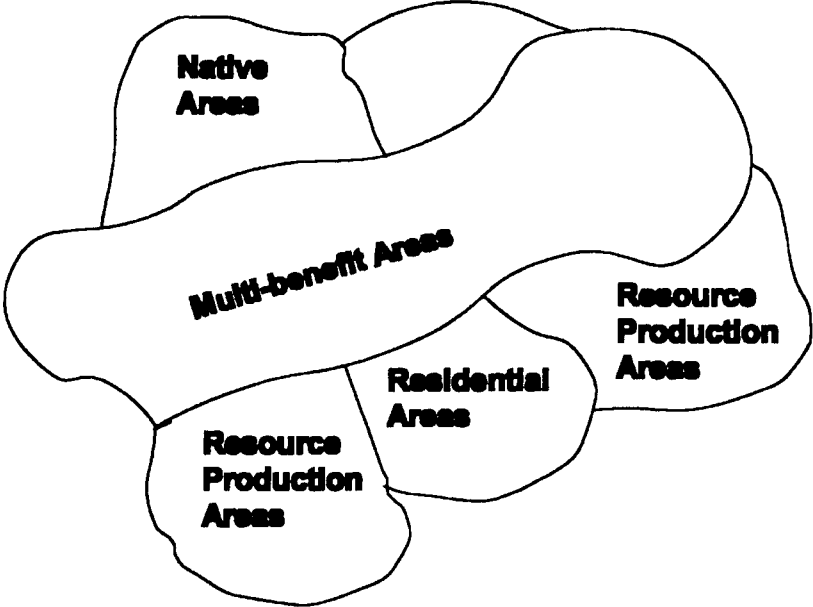 Native
Areas
Multi-benefit Areas
Resource
Production
Areas
Residential
Areas
Resource
Production
Areas